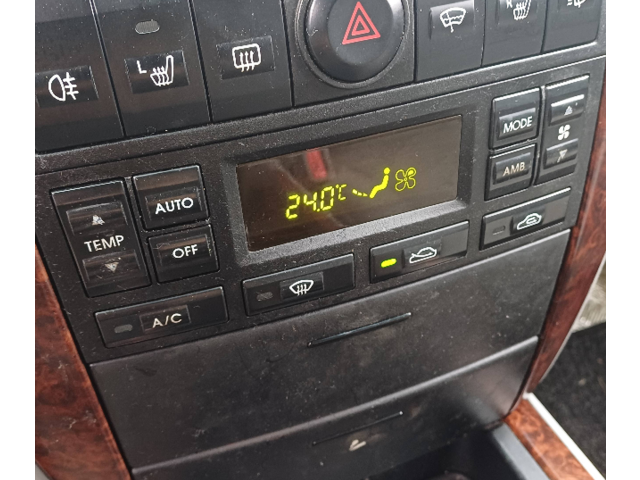 L
R
MODE
24.0°C
AUTO
AMB
TEMP
OFF
A/C